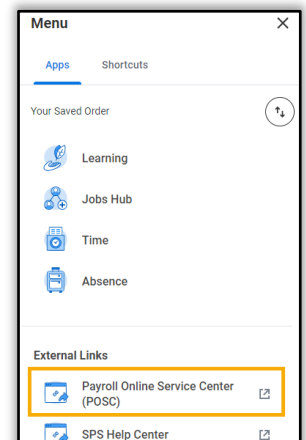 Menu
Apps Shortcuts
Your Saved Order
Learning
Jobs Hub
Time
Absence
External Links
Payroll Online Service Center
(POSC)
SPS Help Center